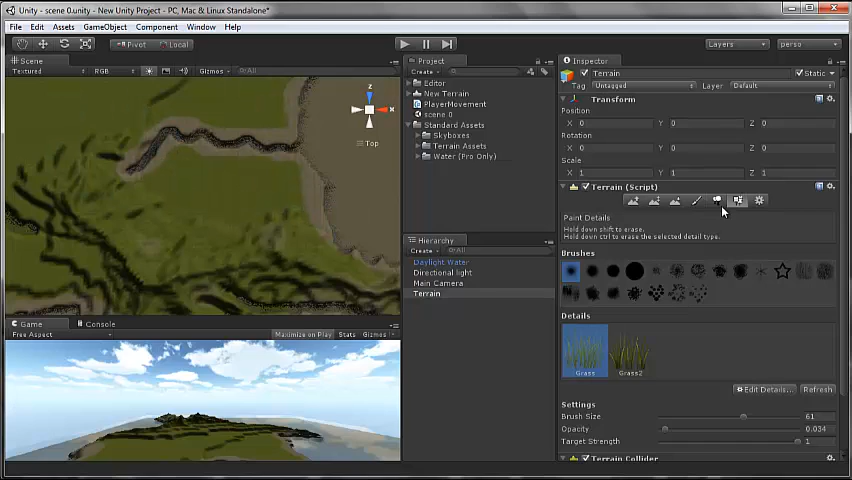 Unity - scene 0.unity - New Unity Project - PC, Mac & Linux Standalone*
File Edit Assets GameObject Component Window Help
Pivot Local Layers perso
Scene
Textured RGB Gizmos All
z
x
Top
Game Console
Free Aspect Maximize on Play Stats Gizmos
Project
Create
Editor
New Terrain
PlayerMovement
scene 0
Standard Assets
Skyboxes
Terrain Assets
Water (Pro Only)
Hierarchy
Create All
Daylight Water
Directional light
Main Camera
Terrain
Inspector
Terrain Static
Tag Untagged Layer Default
Transform
Position
X 0 Y 0 Z 0
Rotation
X 0 Y 0 Z 0
Scale
X 1 Y 1 Z 1
Terrain (Script)
Paint Details
Hold down shift to erase.
Hold down ctrl to erase the selected detail type.
Brushes
Details
Grass Grass2
Edit Details... Refresh
Settings
Brush Size 61
Opacity 0.034
Target Strength 1
Terrain Collider